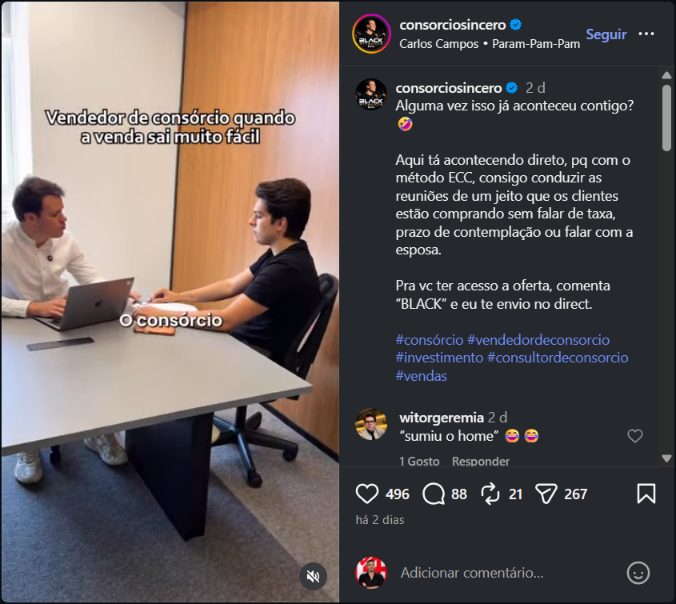 Vendedor de consórcio quando
a venda sai muito fácil
O consórcio
consorciosincero
Carlos Campos • Param-Pam-Pam
Seguir
consorciosincero 2 d
Alguma vez isso já aconteceu contigo?
🤣
Aqui tá acontecendo direto, pq com o
método ECC, consigo conduzir as
reuniões de um jeito que os clientes
estão comprando sem falar de taxa,
prazo de contemplação ou falar com a
esposa.
Pra vc ter acesso a oferta, comenta
“BLACK” e eu te envio no direct.
#consórcio #vendedordeconsorcio
#investimento #consultordeconsorcio
#vendas
witorgeremia 2 d
“sumiu o home” 😂😂
1 Gosto Responder
496 88 21 267
há 2 dias
Adicionar comentário...